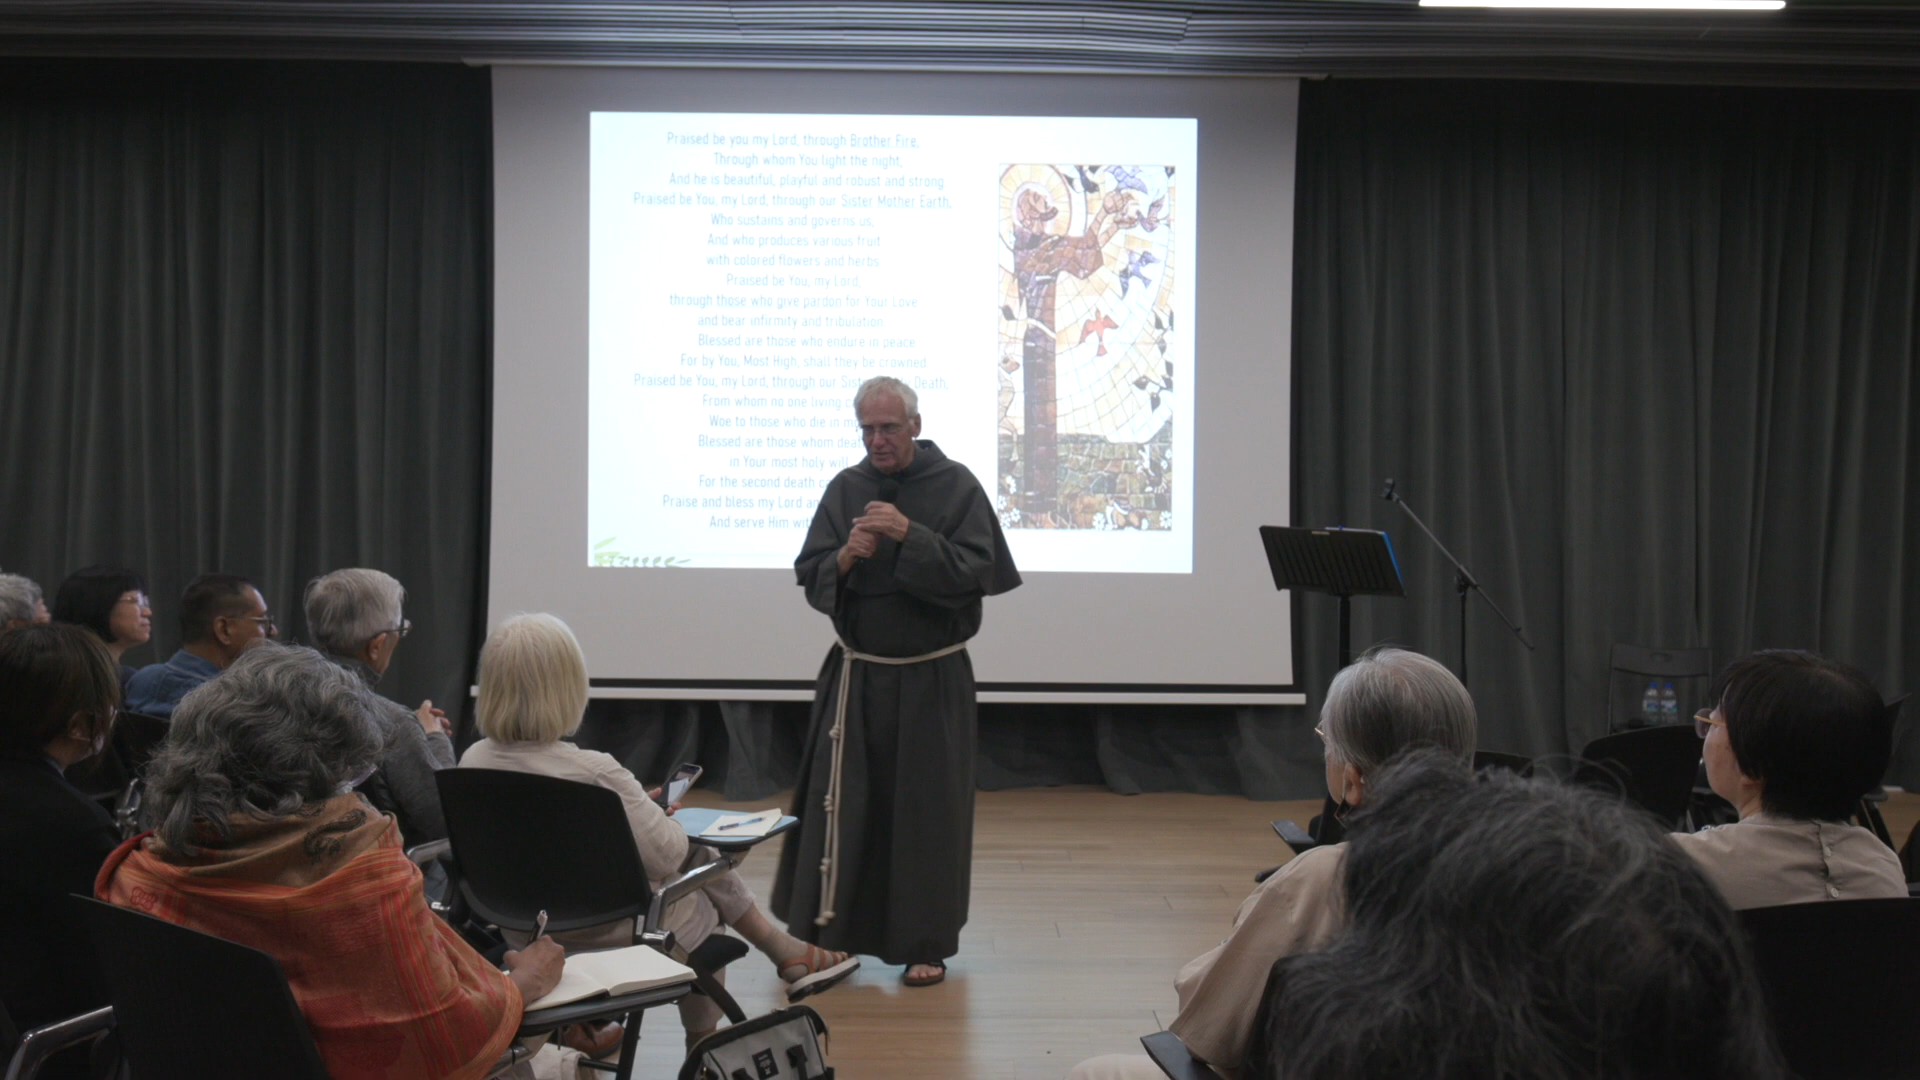 Praised be you my Lord, through Brother Fire,
Through whom You light the night,
And he is beautiful, playful and robust and strong
Praised be You, my Lord, through our Sister Mother Earth,
Who sustains and governs us,
And who produces various fruit
with colored flowers and herbs
Praised be You, my Lord,
through those who give pardon for Your Love
and bear infirmity and tribulation
Blessed are those who endure in peace
For by You, Most High, shall they be crowned
Praised be You, my Lord, through our Death,
From whom no one living
Woe to those who die in
Blessed are those whom
in Your most holy will
For the second death
Praise and bless my Lord
And serve Him